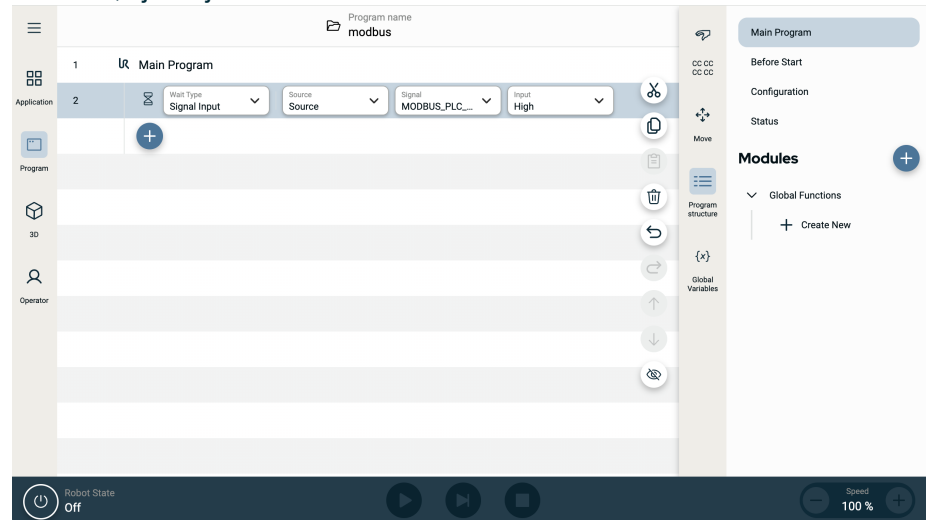 Program name
modbus
1 Main Program
Application
2 Wait Type Source Signal Input
Signal Input Source MODBUS_PLC_... High
Program
3D
Operator
CC CC
CC CC
Move
Program
structure
{x}
Global
Variables
Main Program
Before Start
Configuration
Status
Modules
Global Functions
Create New
Robot State
Off
Speed
100 %